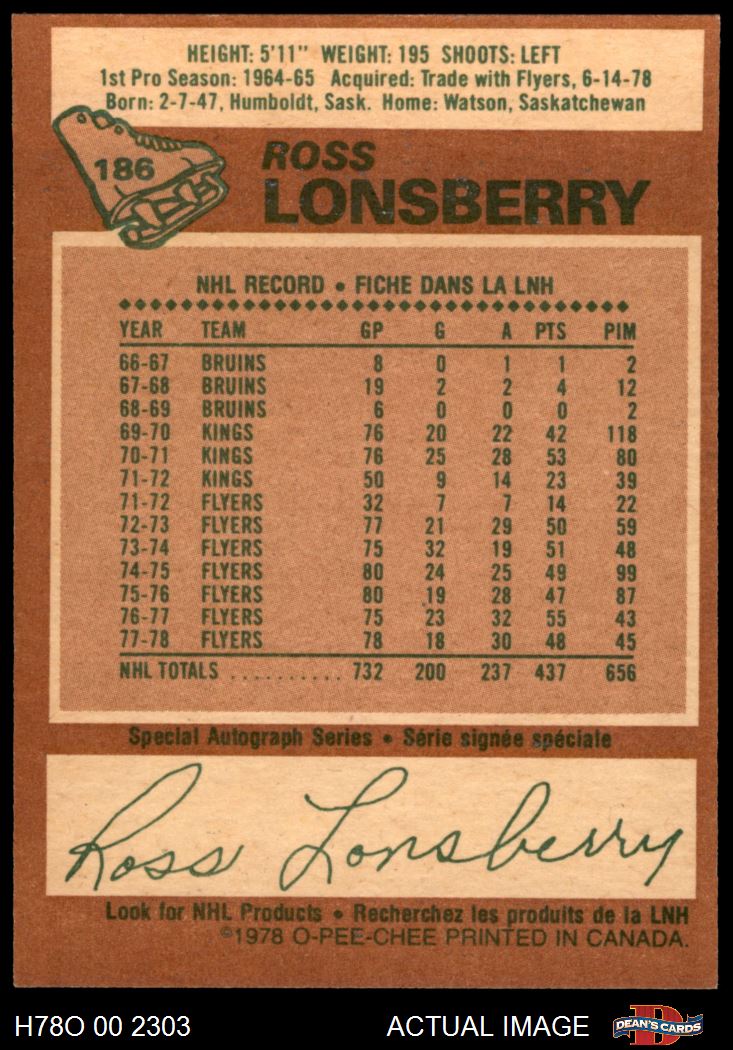 HEIGHT: 5'11" WEIGHT: 195 SHOOTS: LEFT
1st Pro Season: 1964-65 Acquired: Trade with Flyers, 6-14-78
Born: 2-7-47, Humboldt, Sask. Home: Watson, Saskatchewan
186
ROSS
LONSBERRY
NHL RECORD • FICHE DANS LA LNH
YEAR TEAM GP G A PTS PIM
66-67 BRUINS 8 0 1 1 2
67-68 BRUINS 19 2 2 4 12
68-69 BRUINS 6 0 0 0 2
69-70 KINGS 76 20 22 42 118
70-71 KINGS 76 25 28 53 80
71-72 KINGS 50 9 14 23 39
71-72 FLYERS 32 7 7 14 22
72-73 FLYERS 77 21 29 50 59
73-74 FLYERS 75 32 19 51 48
74-75 FLYERS 80 24 25 49 99
75-76 FLYERS 80 19 28 47 87
76-77 FLYERS 75 23 32 55 43
77-78 FLYERS 78 18 30 48 45
NHL TOTALS .......... 732 200 237 437 656
Special Autograph Series • Série signée spéciale
Ross Lonsberry
Look for NHL Products • Recherchez les produits de la LNH
©1978 O-PEE-CHEE PRINTED IN CANADA.
H78O 00 2303 ACTUAL IMAGE D DEAN'S CARDS